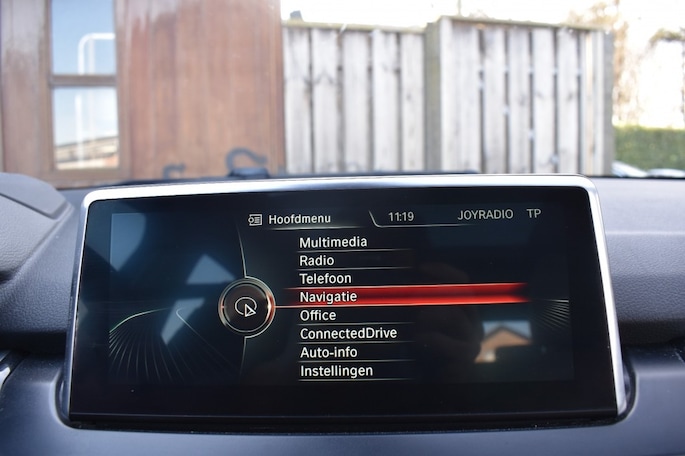 Hoofdmenu 11:19 JOYRADIO TP
Multimedia
Radio
Telefoon
Navigatie
Office
ConnectedDrive
Auto-info
Instellingen